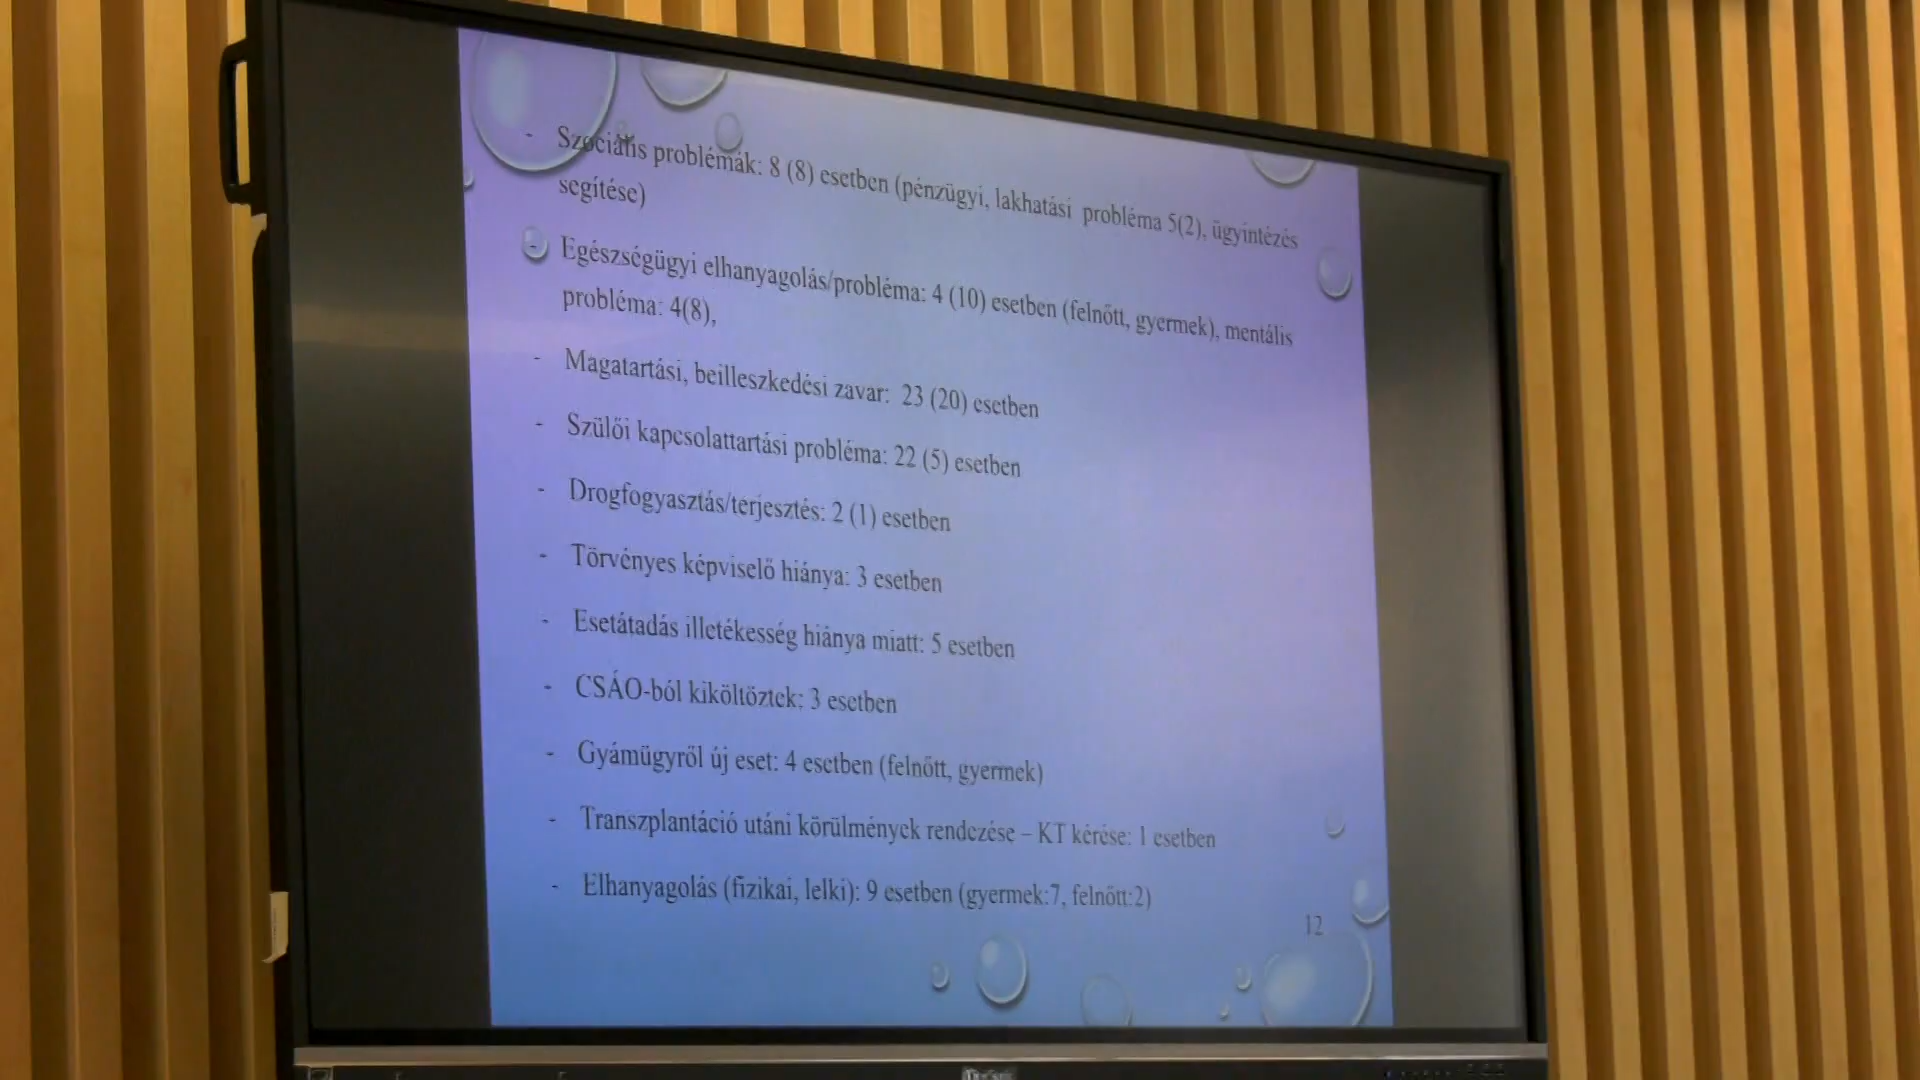 - Szociális problémák: 8 (8) esetben (pénzügyi, lakhatási probléma 5(2), ügyintézés
segítése)
- Egészségügyi elhanyagolás/probléma: 4 (10) esetben (felnőtt, gyermek), mentális
probléma: 4(8),
- Magatartási, beilleszkedési zavar: 23 (20) esetben
- Szülői kapcsolattartási probléma: 22 (5) esetben
- Drogfogyasztás/terjesztés: 2 (1) esetben
- Törvényes képviselő hiánya: 3 esetben
- Esetátadás illetékesség hiánya miatt: 5 esetben
- CSÁO-ból kiköltöztek: 3 esetben
- Gyámügyről új eset: 4 esetben (felnőtt, gyermek)
- Transzplantáció utáni körülmények rendezése – KT kérése: 1 esetben
- Elhanyagolás (fizikai, lelki): 9 esetben (gyermek:7, felnőtt:2)
12